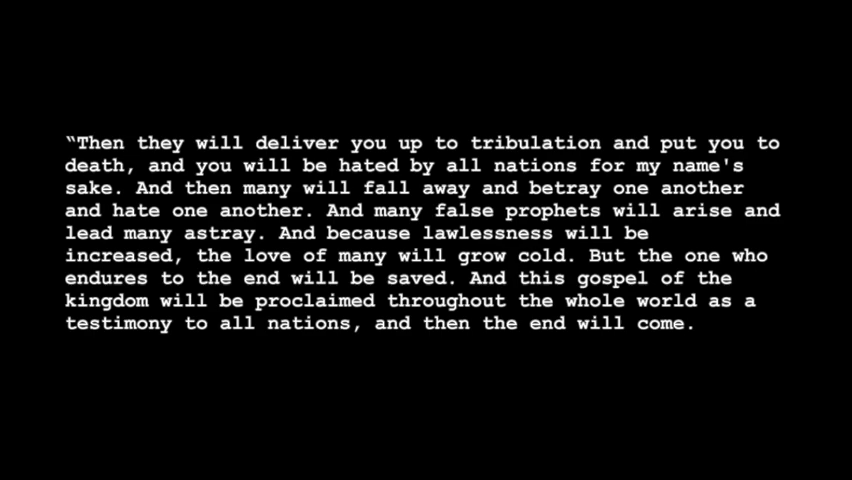 “Then they will deliver you up to tribulation and put you to
death, and you will be hated by all nations for my name's
sake. And then many will fall away and betray one another
and hate one another. And many false prophets will arise and
lead many astray. And because lawlessness will be
increased, the love of many will grow cold. But the one who
endures to the end will be saved. And this gospel of the
kingdom will be proclaimed throughout the whole world as a
testimony to all nations, and then the end will come.